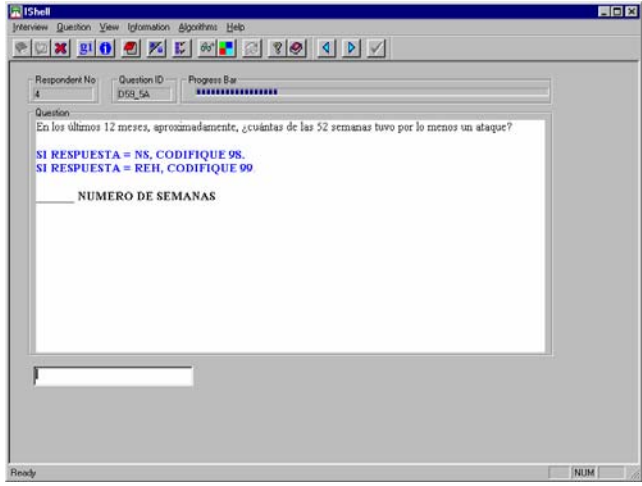 IShell
Interview Question View Information Algorithms Help
g1
Respondent No
Question ID
Progress Bar
4
D59_5A
Question
En los últimos 12 meses, aproximadamente, ¿cuántas de las 52 semanas tuvo por lo menos un ataque?
SI RESPUESTA = NS, CODIFIQUE 98.
SI RESPUESTA = REH, CODIFIQUE 99.
______ NUMERO DE SEMANAS
Ready
NUM